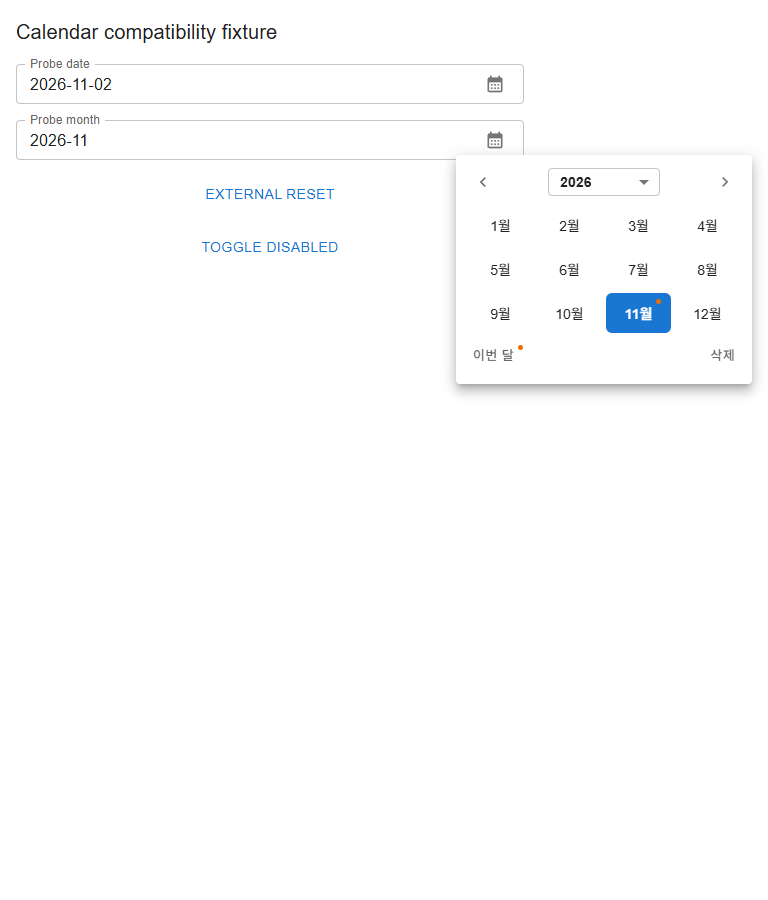 Calendar compatibility fixture
Probe date
2026-11-02
Probe month
2026-11
EXTERNAL RESET
TOGGLE DISABLED
2026
1월 2월 3월 4월
5월 6월 7월 8월
9월 10월 11월 12월
이번 달 삭제